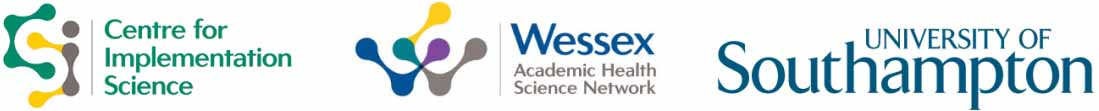 Centre for
Implementation
Science
Wessex
Academic Health
Science Network
UNIVERSITY OF
Southampton